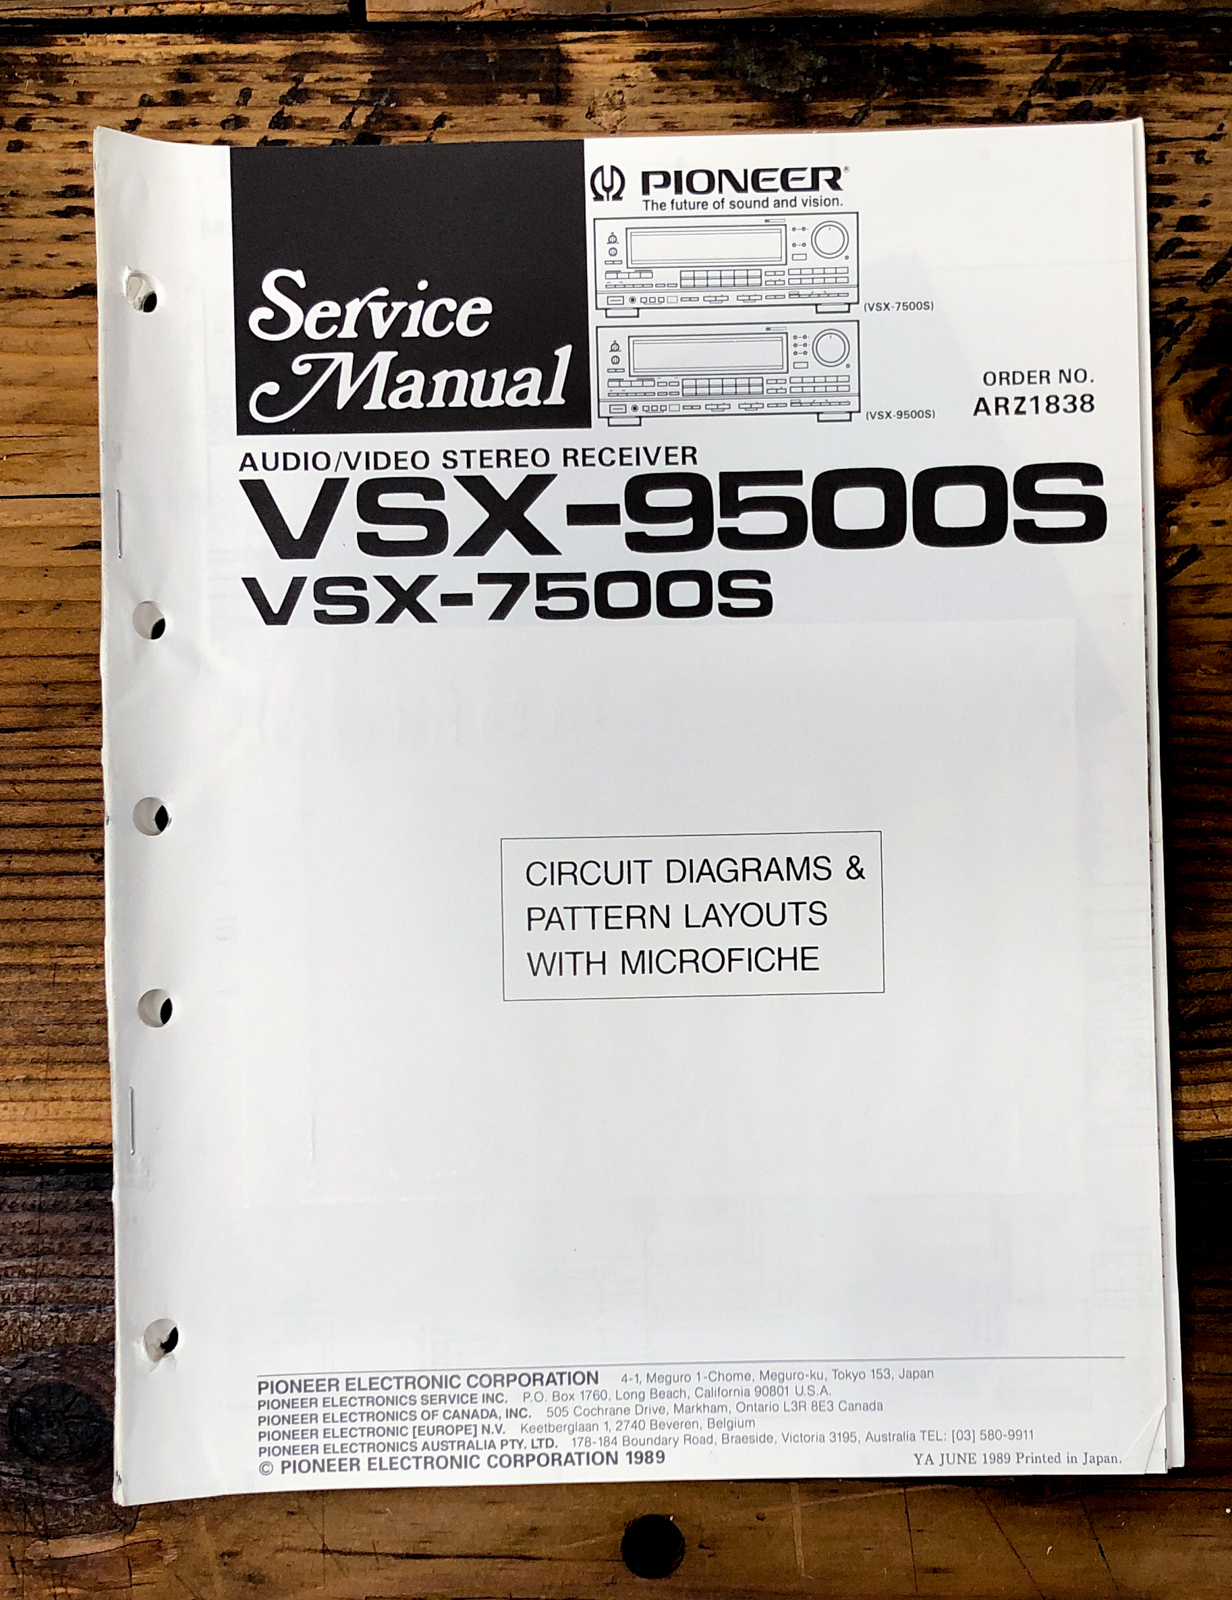 Service
Manual
PIONEER®
The future of sound and vision.
(VSX-7500S)
(VSX-9500S)
ORDER NO.
ARZ1838
AUDIO/VIDEO STEREO RECEIVER
VSX-9500S
VSX-7500S
CIRCUIT DIAGRAMS &
PATTERN LAYOUTS
WITH MICROFICHE
PIONEER ELECTRONIC CORPORATION 4-1, Meguro 1-Chome, Meguro-ku, Tokyo 153, Japan
PIONEER ELECTRONICS SERVICE INC. P.O. Box 1760, Long Beach, California 90801 U.S.A.
PIONEER ELECTRONICS OF CANADA, INC. 505 Cochrane Drive, Markham, Ontario L3R 8E3 Canada
PIONEER ELECTRONIC [EUROPE] N.V. Keetberglaan 1, 2740 Beveren, Belgium
PIONEER ELECTRONICS AUSTRALIA PTY. LTD. 178-184 Boundary Road, Braeside, Victoria 3195, Australia TEL: [03] 580-9911
© PIONEER ELECTRONIC CORPORATION 1989
YA JUNE 1989 Printed in Japan.